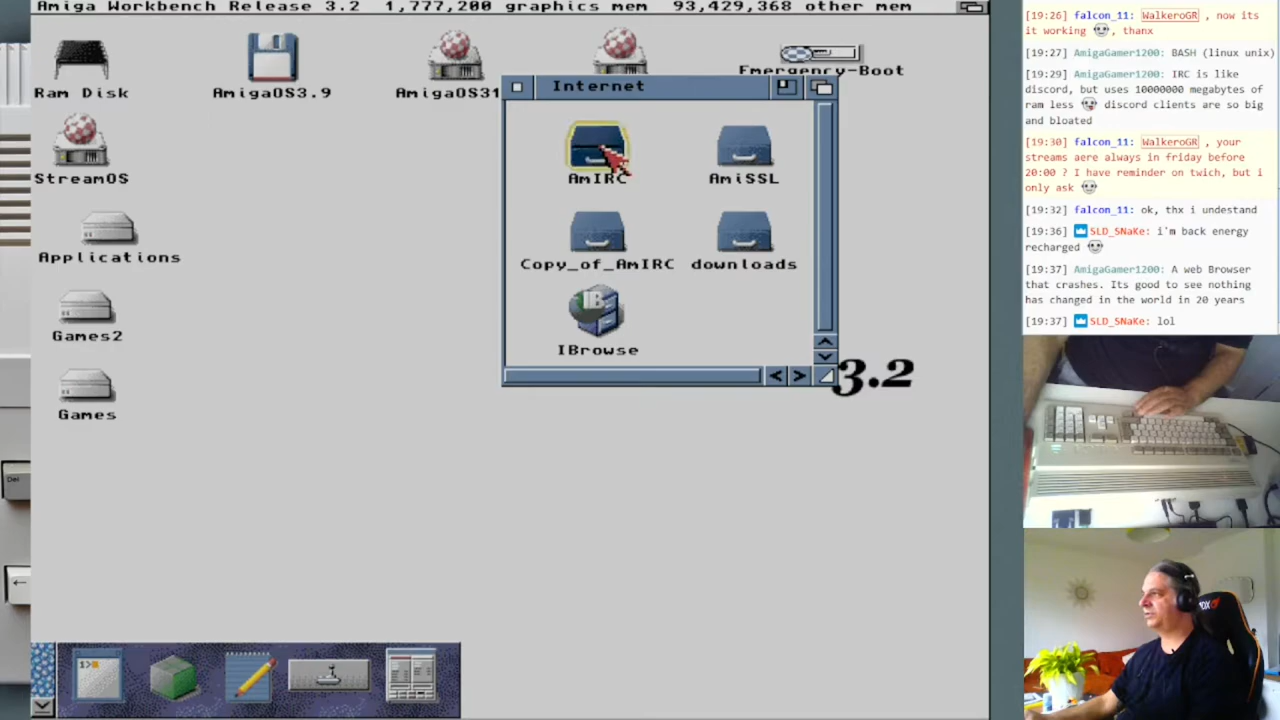 Amiga Workbench Release 3.2 1,777,200 graphics mem 93,429,368 other mem
Ram Disk
AmigaOS3.9
AmigaOS31
Emergency-Boot
StreamOS
Applications
Games2
Games
Internet
AmIRC
AmiSSL
Copy_of_AmIRC
downloads
IB
IBrowse
3.2
1>
Del
[19:26] falcon_11: WalkeroGR , now its
it working , thanx
[19:27] AmigaGamer1200: BASH (linux unix)
[19:29] AmigaGamer1200: IRC is like
discord, but uses 10000000 megabytes of
ram less discord clients are so big
and bloated
[19:30] falcon_11: WalkeroGR , your
streams aere always in friday before
20:00 ? I have reminder on twich, but i
only ask
[19:32] falcon_11: ok, thx i undestand
[19:36] SLD_SNaKe: i'm back energy
recharged
[19:37] AmigaGamer1200: A web Browser
that crashes. Its good to see nothing
has changed in the world in 20 years
[19:37] SLD_SNaKe: lol